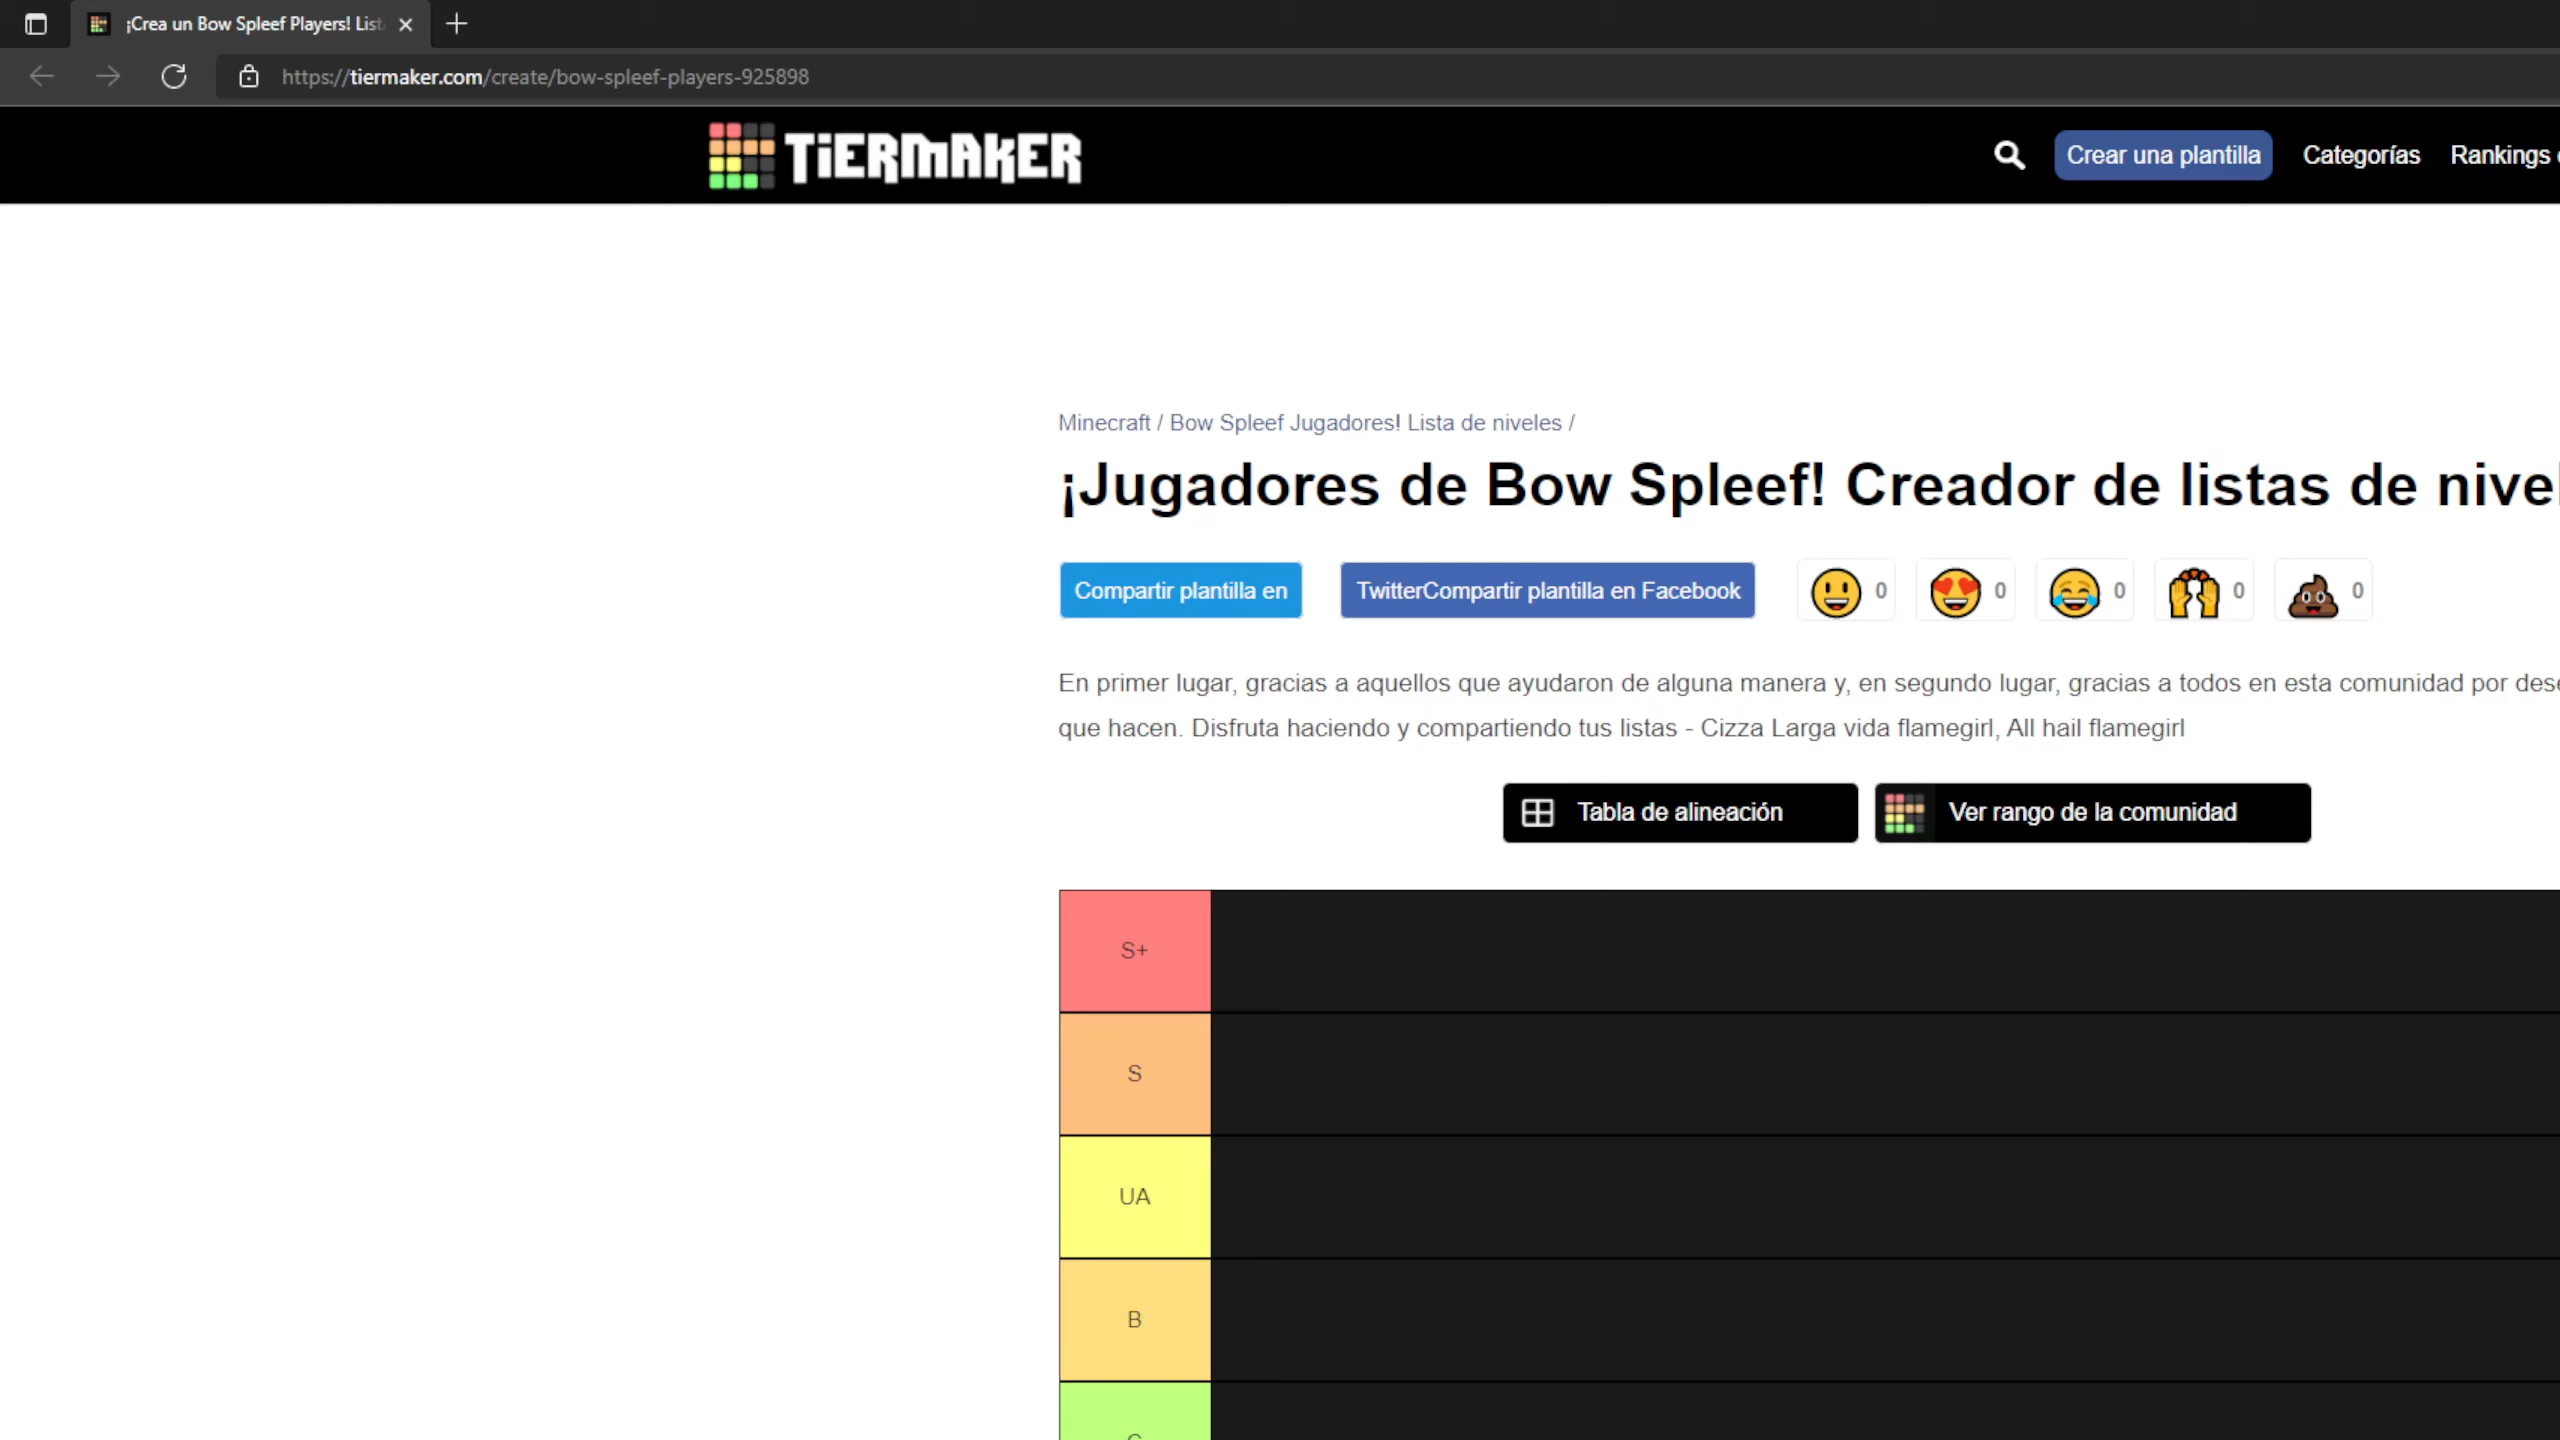 ¡Crea un Bow Spleef Players! List
https://tiermaker.com/create/bow-spleef-players-925898
TiERMAKER
Crear una plantilla
Categorías
Rankings
Minecraft / Bow Spleef Jugadores! Lista de niveles /
¡Jugadores de Bow Spleef! Creador de listas de nivel
Compartir plantilla en
TwitterCompartir plantilla en Facebook
0
0
0
0
0
En primer lugar, gracias a aquellos que ayudaron de alguna manera y, en segundo lugar, gracias a todos en esta comunidad por dese
que hacen. Disfruta haciendo y compartiendo tus listas - Cizza Larga vida flamegirl, All hail flamegirl
Tabla de alineación
Ver rango de la comunidad
S+
S
UA
B